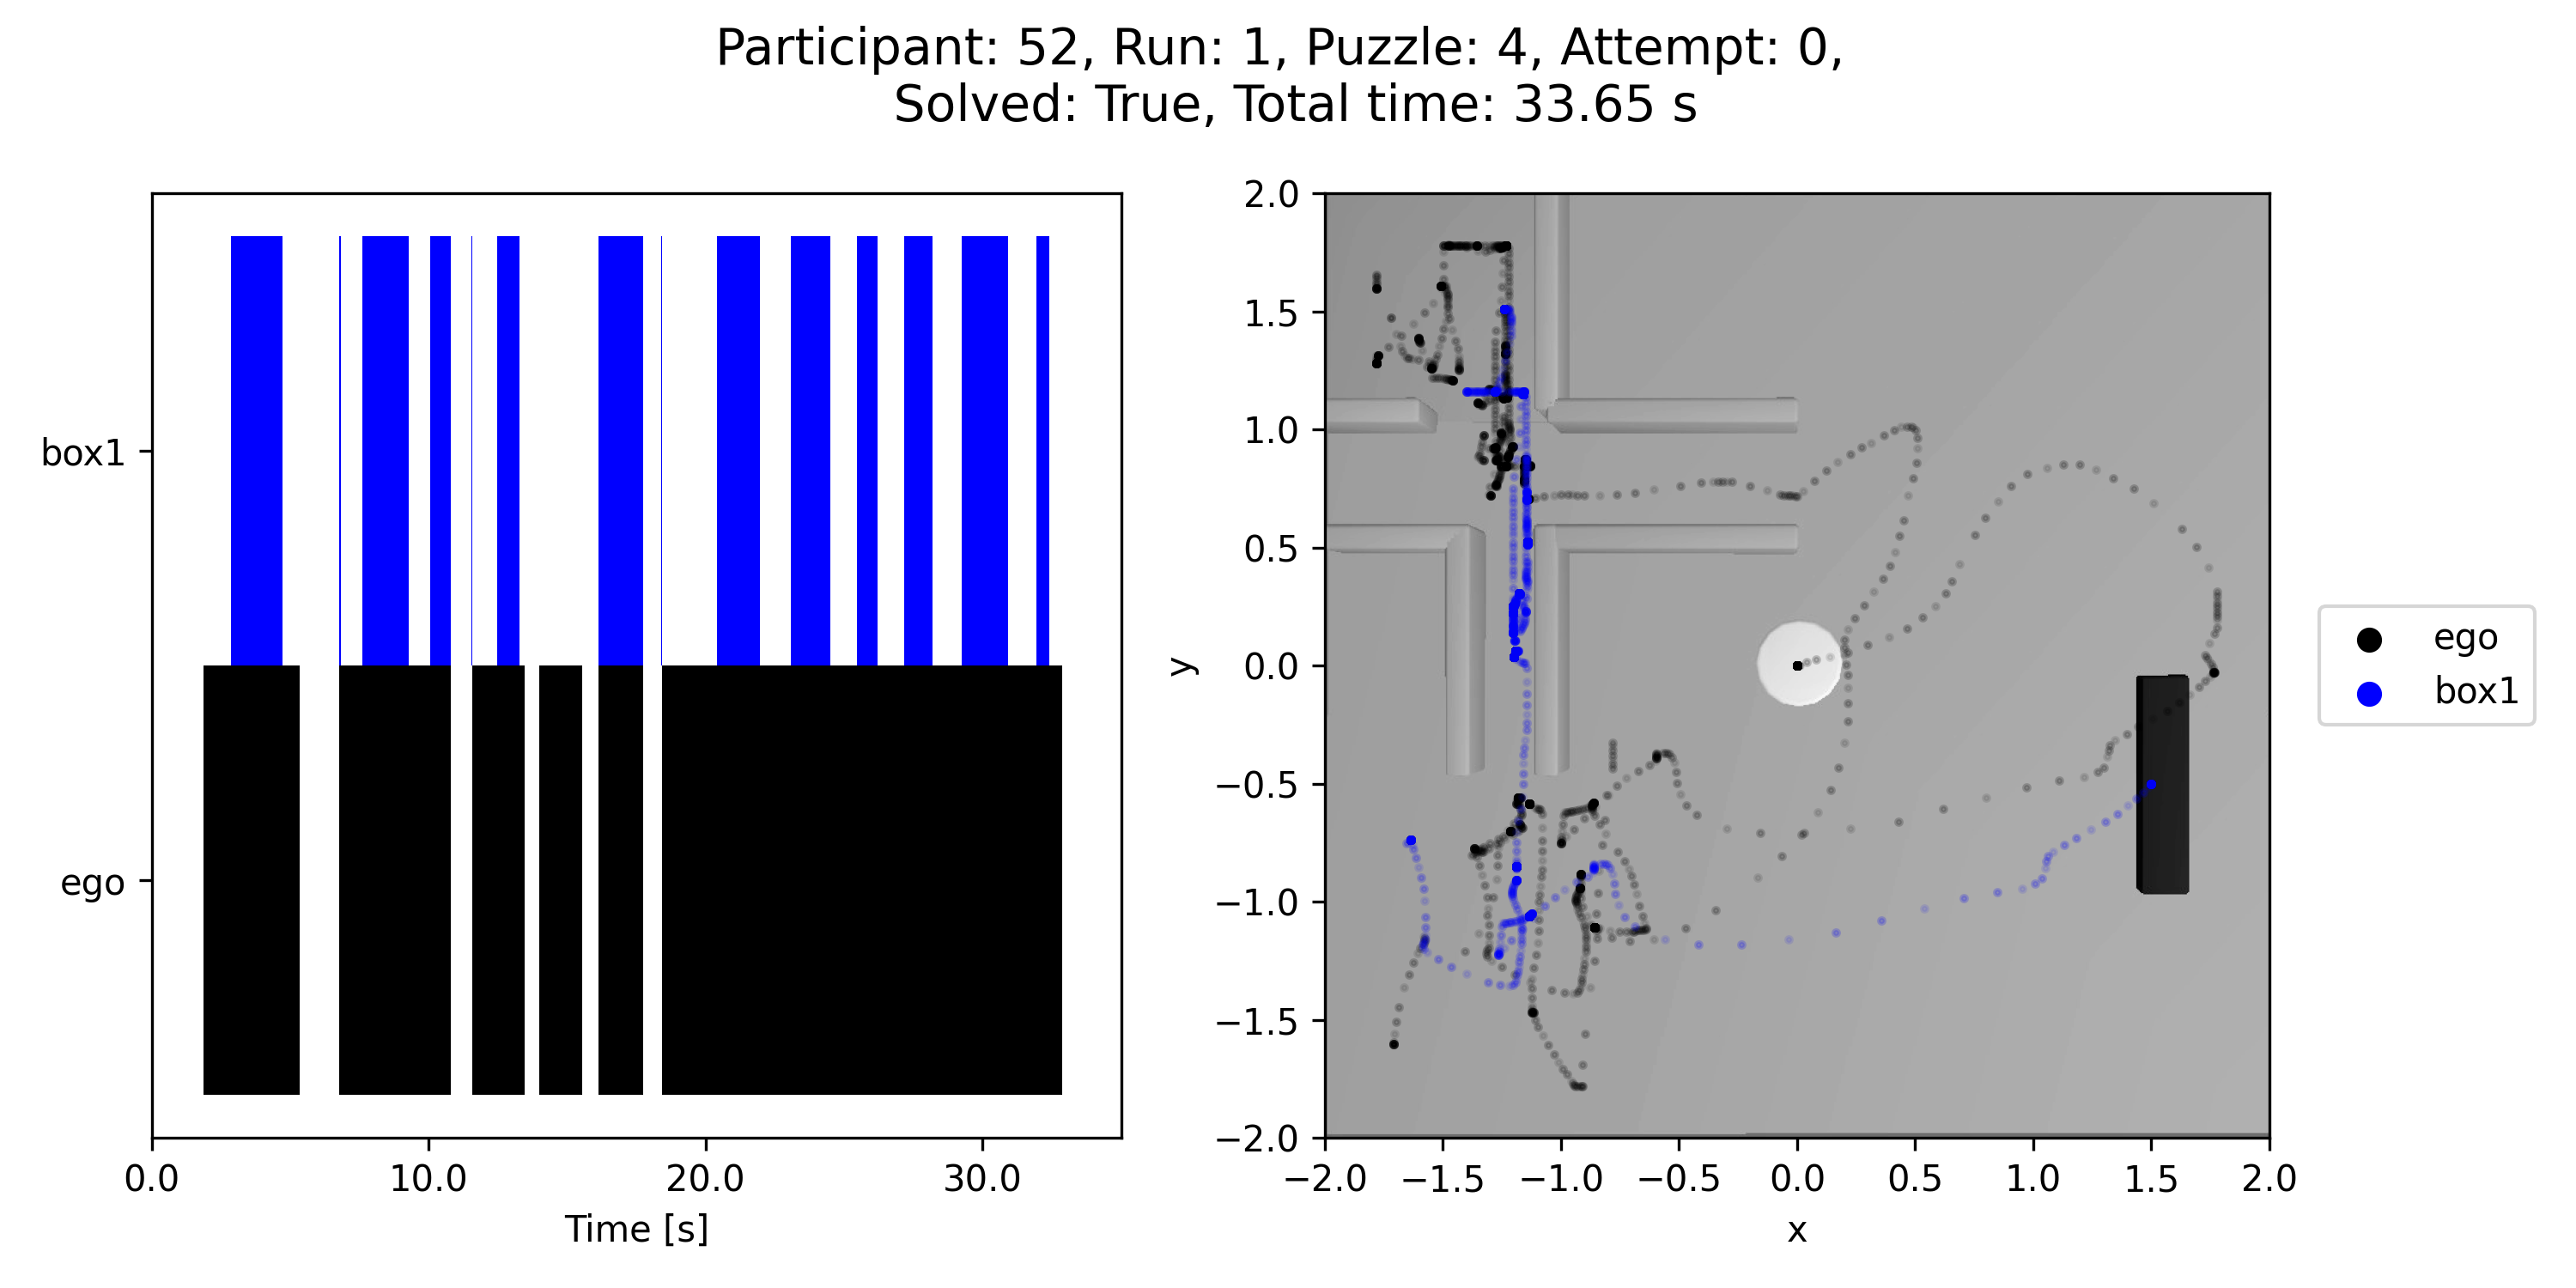 Participant: 52, Run: 1, Puzzle: 4, Attempt: 0,
Solved: True, Total time: 33.65 s
box1
ego
0.0 10.0 20.0 30.0
Time [s]
2.0
1.5
1.0
0.5
0.0
−0.5
−1.0
−1.5
−2.0
y
−2.0 −1.5 −1.0 −0.5 0.0 0.5 1.0 1.5 2.0
x
ego
box1